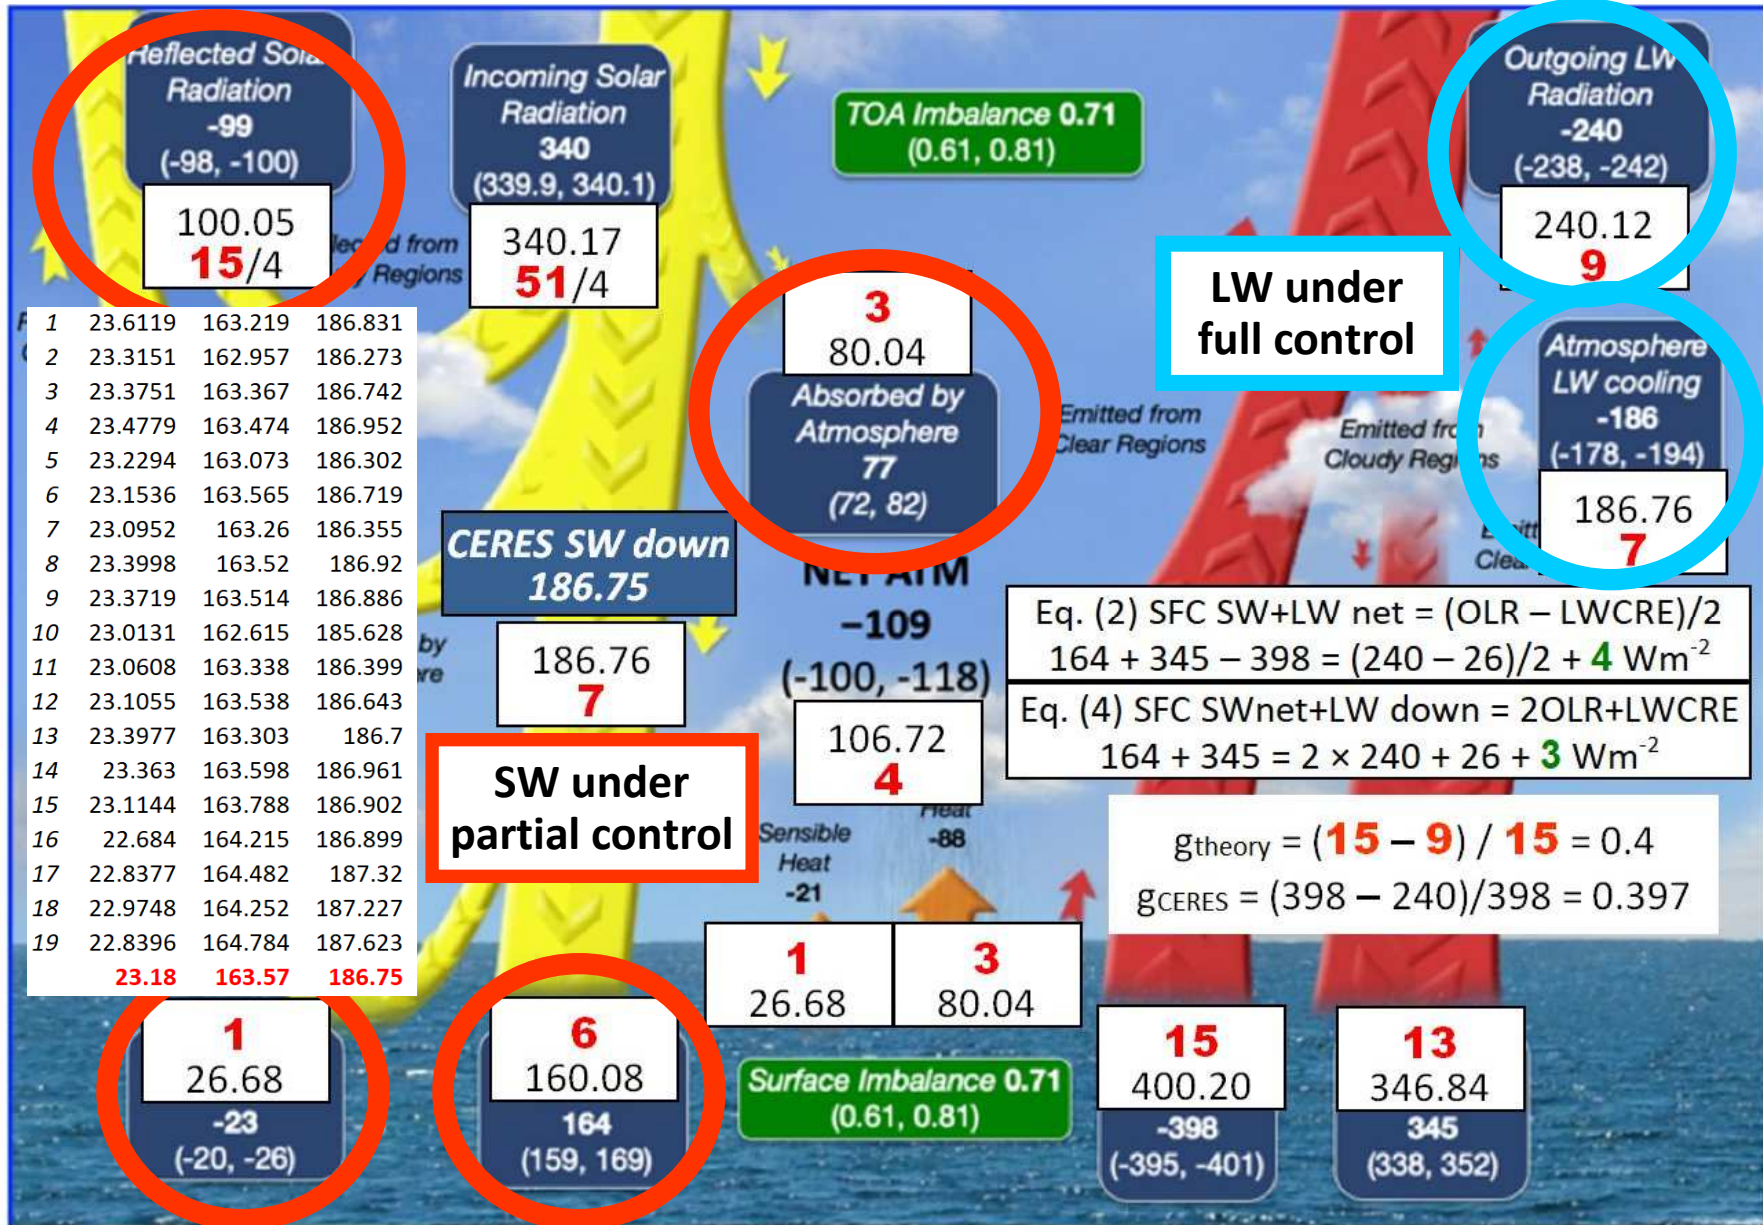 Reflected Solar
Radiation
-99
(-98, -100)
100.05
15/4
Incoming Solar
Radiation
340
(339.9, 340.1)
340.17
51/4
from
Regions
TOA Imbalance 0.71
(0.61, 0.81)
Outgoing LW
Radiation
-240
(-238, -242)
240.12
9
LW under
full control
3
80.04
Absorbed by
Atmosphere
77
(72, 82)
Emitted from
Clear Regions
Emitted from
Cloudy Regions
Atmosphere
LW cooling
-186
(-178, -194)
186.76
7
1 23.6119 163.219 186.831
2 23.3151 162.957 186.273
3 23.3751 163.367 186.742
4 23.4779 163.474 186.952
5 23.2294 163.073 186.302
6 23.1536 163.565 186.719
7 23.0952 163.26 186.355
8 23.3998 163.52 186.92
9 23.3719 163.514 186.886
10 23.0131 162.615 185.628
11 23.0608 163.338 186.399
12 23.1055 163.538 186.643
13 23.3977 163.303 186.7
14 23.363 163.598 186.961
15 23.1144 163.788 186.902
16 22.684 164.215 186.899
17 22.8377 164.482 187.32
18 22.9748 164.252 187.227
19 22.8396 164.784 187.623
23.18 163.57 186.75
CERES SW down
186.75
by
186.76
7
NET ATM
−109
(-100, -118)
106.72
4
SW under
partial control
Eq. (2) SFC SW+LW net = (OLR – LWCRE)/2
164 + 345 – 398 = (240 – 26)/2 + 4 Wm-2
Eq. (4) SFC SWnet+LW down = 2OLR+LWCRE
164 + 345 = 2 × 240 + 26 + 3 Wm-2
gtheory = (15 – 9) / 15 = 0.4
gCERES = (398 – 240)/398 = 0.397
Sensible
Heat
-21
Heat
-88
1
26.68
3
80.04
1
26.68
-23
(-20, -26)
6
160.08
164
(159, 169)
Surface Imbalance 0.71
(0.61, 0.81)
15
400.20
-398
(-395, -401)
13
346.84
345
(338, 352)